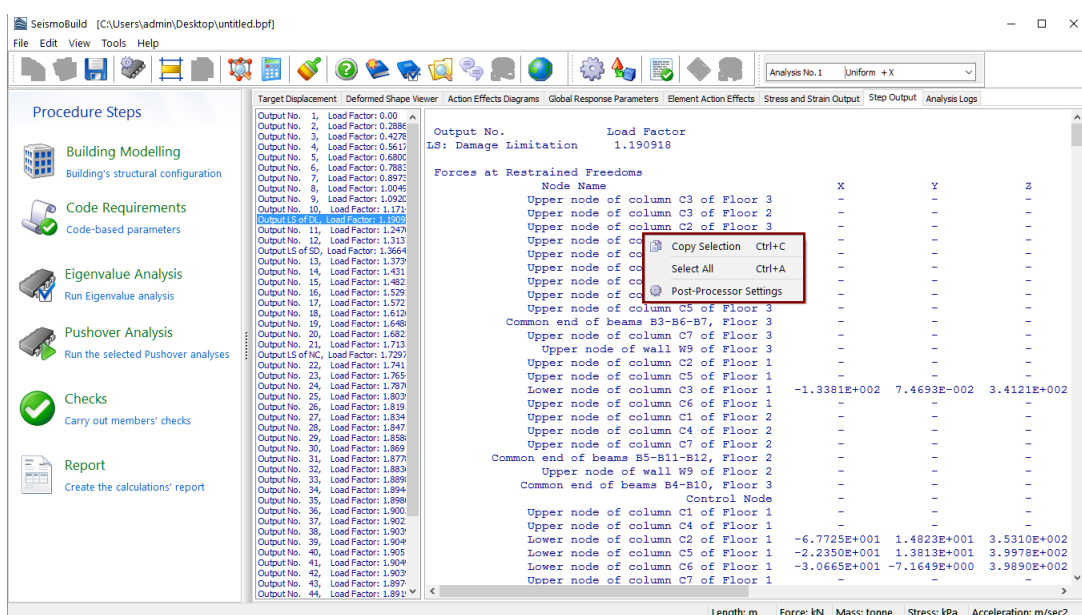 SeismoBuild [C:\Users\admin\Desktop\untitled.bpf]
File Edit View Tools Help
Analysis No. 1 Uniform +X
Procedure Steps
Building Modelling
Building's structural configuration
Code Requirements
Code-based parameters
Eigenvalue Analysis
Run Eigenvalue analysis
Pushover Analysis
Run the selected Pushover analyses
Checks
Carry out members' checks
Report
Create the calculations' report
Target Displacement Deformed Shape Viewer Action Effects Diagrams Global Response Parameters Element Action Effects Stress and Strain Output Step Output Analysis Logs
Output No. 1, Load Factor: 0.00
Output No. 2, Load Factor: 0.2886
Output No. 3, Load Factor: 0.4278
Output No. 4, Load Factor: 0.5617
Output No. 5, Load Factor: 0.6800
Output No. 6, Load Factor: 0.7883
Output No. 7, Load Factor: 0.8973
Output No. 8, Load Factor: 1.0049
Output No. 9, Load Factor: 1.0920
Output No. 10, Load Factor: 1.171
Output LS of DL, Load Factor: 1.1909
Output No. 11, Load Factor: 1.247
Output No. 12, Load Factor: 1.313
Output LS of SD, Load Factor: 1.3664
Output No. 13, Load Factor: 1.373
Output No. 14, Load Factor: 1.431
Output No. 15, Load Factor: 1.482
Output No. 16, Load Factor: 1.529
Output No. 17, Load Factor: 1.572
Output No. 18, Load Factor: 1.612
Output No. 19, Load Factor: 1.648
Output No. 20, Load Factor: 1.682
Output No. 21, Load Factor: 1.713
Output LS of NC, Load Factor: 1.7297
Output No. 22, Load Factor: 1.741
Output No. 23, Load Factor: 1.765
Output No. 24, Load Factor: 1.787
Output No. 25, Load Factor: 1.803
Output No. 26, Load Factor: 1.819
Output No. 27, Load Factor: 1.834
Output No. 28, Load Factor: 1.847
Output No. 29, Load Factor: 1.858
Output No. 30, Load Factor: 1.869
Output No. 31, Load Factor: 1.877
Output No. 32, Load Factor: 1.883
Output No. 33, Load Factor: 1.889
Output No. 34, Load Factor: 1.894
Output No. 35, Load Factor: 1.898
Output No. 36, Load Factor: 1.900
Output No. 37, Load Factor: 1.902
Output No. 38, Load Factor: 1.903
Output No. 39, Load Factor: 1.904
Output No. 40, Load Factor: 1.905
Output No. 41, Load Factor: 1.904
Output No. 42, Load Factor: 1.903
Output No. 43, Load Factor: 1.897
Output No. 44, Load Factor: 1.891
Output No. Load Factor
LS: Damage Limitation 1.190918
Forces at Restrained Freedoms
Node Name X Y Z
Upper node of column C3 of Floor 3 - - -
Upper node of column C3 of Floor 2 - - -
Upper node of column C2 of Floor 3 - - -
Upper node of co - - -
Upper node of co - - -
Upper node of co - - -
Upper node of co - - -
Upper node of co - - -
Copy Selection Ctrl+C
Select All Ctrl+A
Post-Processor Settings
Upper node of column C5 of Floor 3 - - -
Common end of beams B3-B6-B7, Floor 3 - - -
Upper node of column C7 of Floor 3 - - -
Upper node of wall W9 of Floor 3 - - -
Upper node of column C2 of Floor 1 - - -
Upper node of column C5 of Floor 1 - - -
Lower node of column C3 of Floor 1 -1.3381E+002 7.4693E-002 3.4121E+002
Upper node of column C6 of Floor 1 - - -
Upper node of column C1 of Floor 2 - - -
Upper node of column C4 of Floor 2 - - -
Upper node of column C7 of Floor 2 - - -
Common end of beams B5-B11-B12, Floor 2 - - -
Upper node of wall W9 of Floor 2 - - -
Common end of beams B4-B10, Floor 3 - - -
Control Node - - -
Upper node of column C1 of Floor 1 - - -
Upper node of column C4 of Floor 1 - - -
Lower node of column C2 of Floor 1 -6.7725E+001 1.4823E+001 3.5310E+002
Lower node of column C5 of Floor 1 -2.2350E+001 1.3813E+001 3.9978E+002
Lower node of column C6 of Floor 1 -3.0665E+001 -7.1649E+000 3.9890E+002
Upper node of column C7 of Floor 1 - - -
Length: m Force: kN Mass: tonne Stress: kPa Acceleration: m/sec2